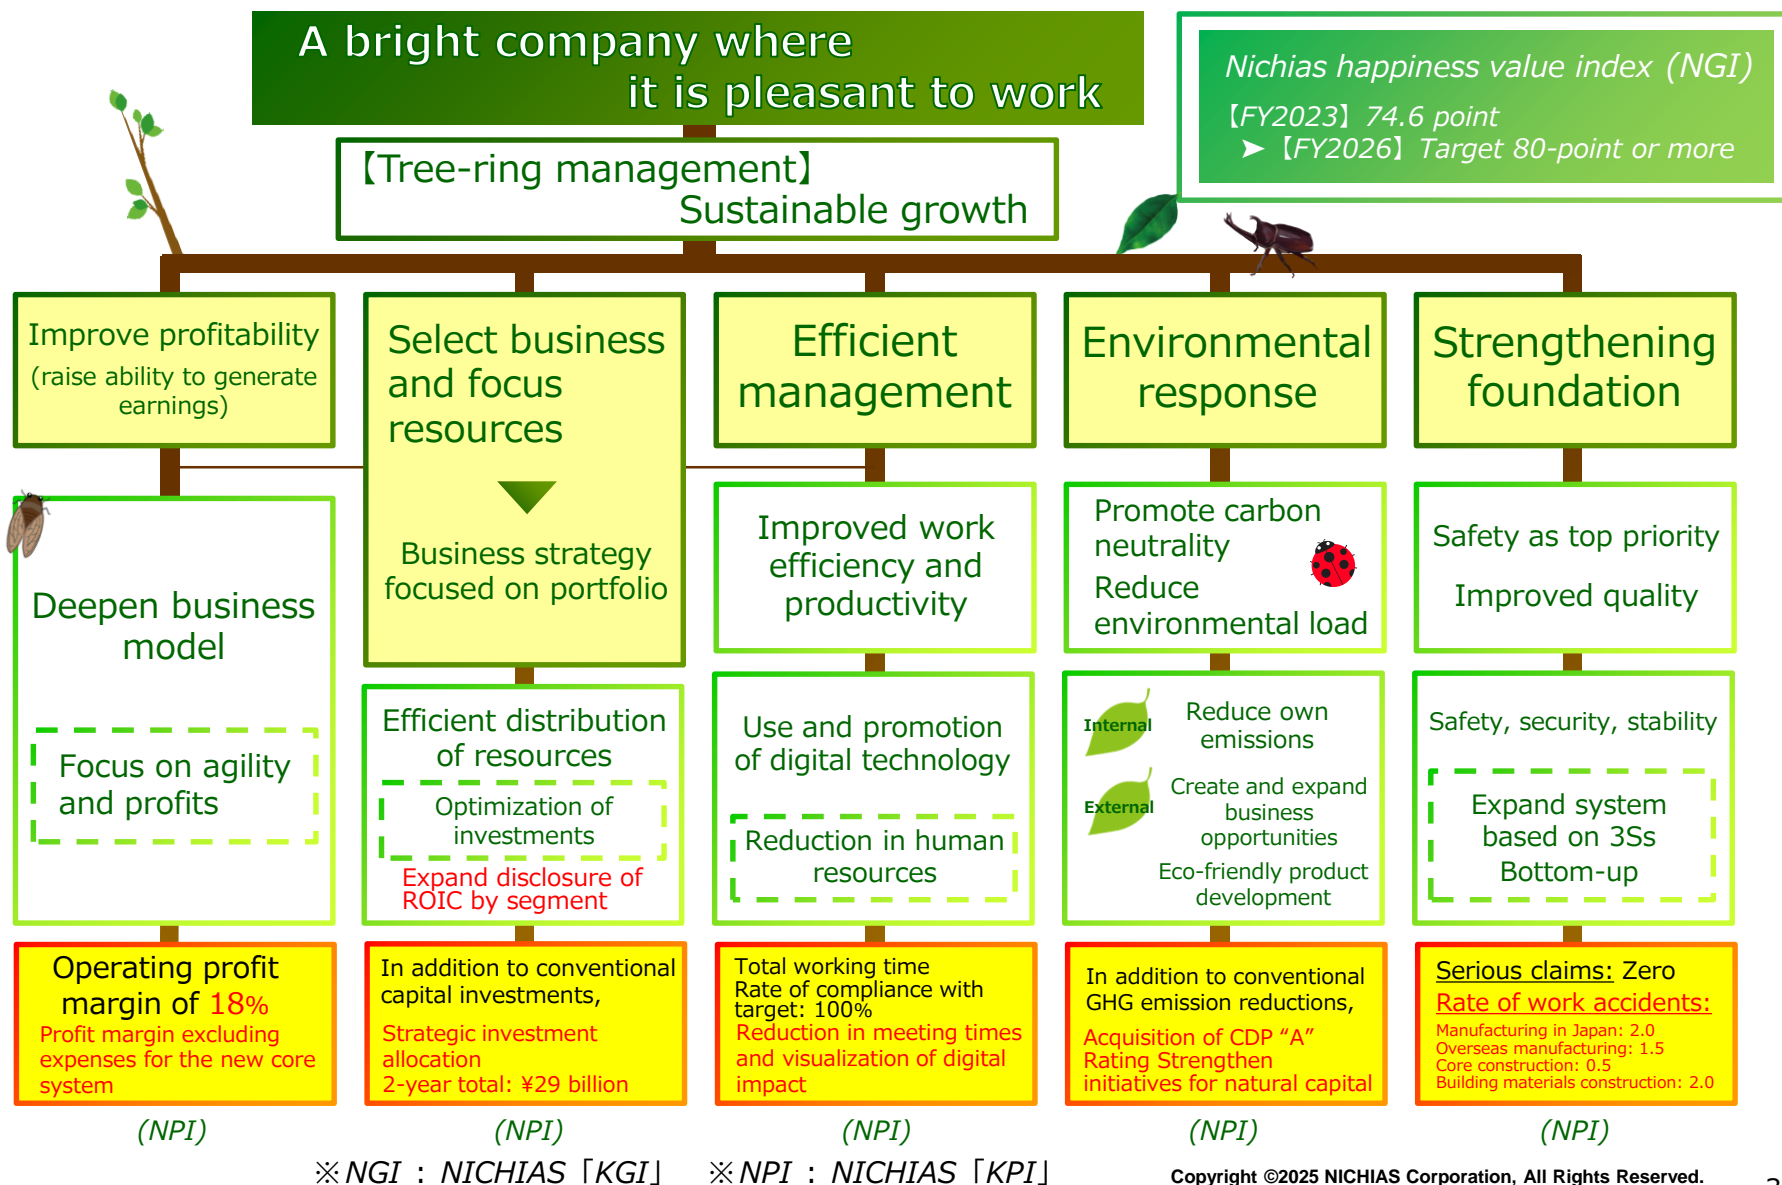 A bright company where
it is pleasant to work
Nichias happiness value index (NGI)
【FY2023】74.6 point
➤【FY2026】Target 80-point or more
【Tree-ring management】
Sustainable growth
Improve profitability
(raise ability to generate
earnings)
Deepen business
model
Focus on agility
and profits
Operating profit
margin of 18%
Profit margin excluding
expenses for the new core
system
(NPI)
Select business
and focus
resources
Business strategy
focused on portfolio
Efficient distribution
of resources
Optimization of
investments
Expand disclosure of
ROIC by segment
In addition to conventional
capital investments,
Strategic investment
allocation
2-year total: ¥29 billion
(NPI)
Efficient
management
Improved work
efficiency and
productivity
Use and promotion
of digital technology
Reduction in human
resources
Total working time
Rate of compliance with
target: 100%
Reduction in meeting times
and visualization of digital
impact
(NPI)
Environmental
response
Promote carbon
neutrality
Reduce
environmental load
Internal
Reduce own
emissions
External
Create and expand
business
opportunities
Eco-friendly product
development
In addition to conventional
GHG emission reductions,
Acquisition of CDP “A”
Rating Strengthen
initiatives for natural capital
(NPI)
Strengthening
foundation
Safety as top priority
Improved quality
Safety, security, stability
Expand system
based on 3Ss
Bottom-up
Serious claims: Zero
Rate of work accidents:
Manufacturing in Japan: 2.0
Overseas manufacturing: 1.5
Core construction: 0.5
Building materials construction: 2.0
(NPI)
※NGI：NICHIAS「KGI」 ※NPI：NICHIAS「KPI」
Copyright ©2025 NICHIAS Corporation, All Rights Reserved.